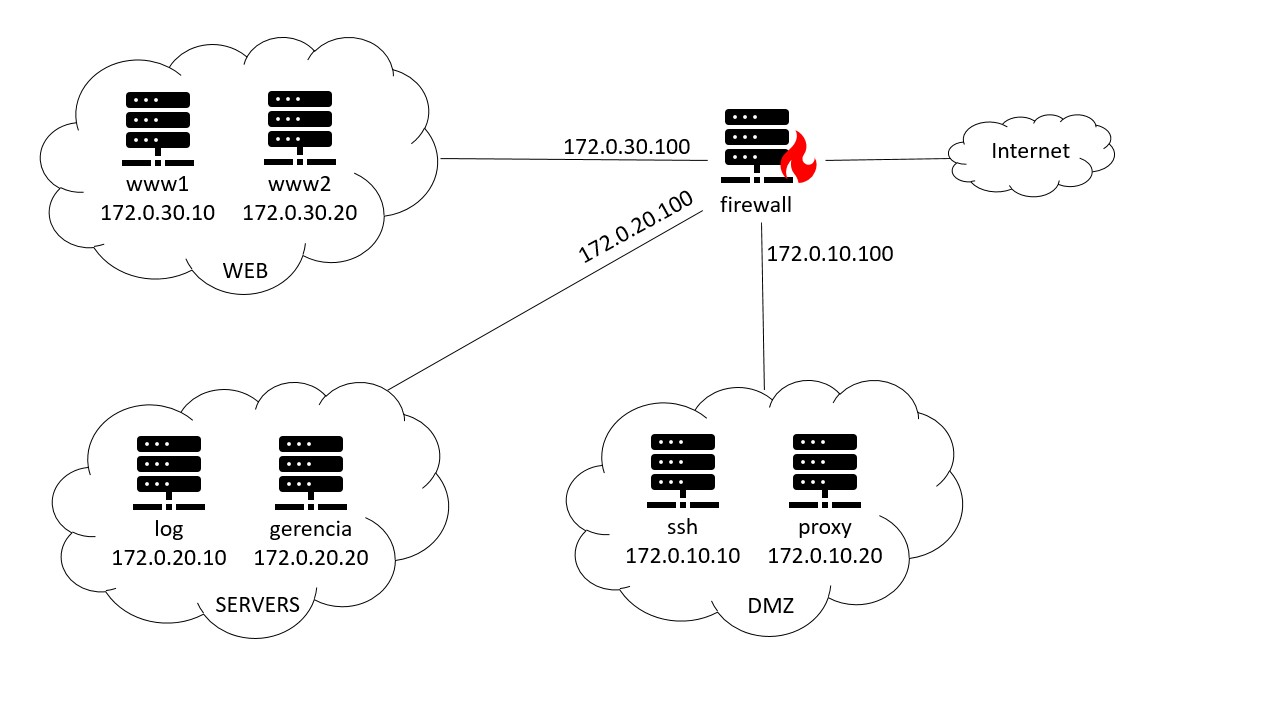 172.0.30.100
Internet
www1 www2
172.0.30.10 172.0.30.20
firewall
172.0.20.100
172.0.10.100
WEB
log gerencia
172.0.20.10 172.0.20.20
SERVERS
ssh proxy
172.0.10.10 172.0.10.20
DMZ